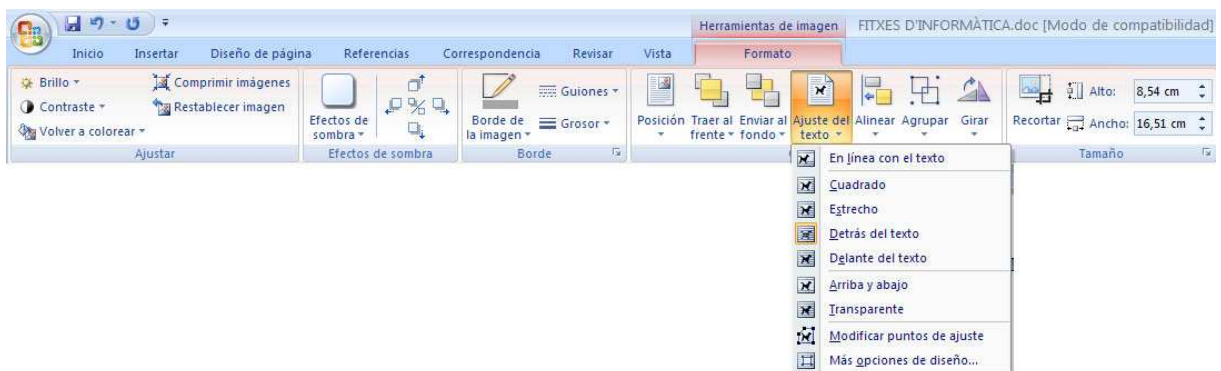 Herramientas de imagen FITXES D'INFORMÀTICA.doc [Modo de compatibilidad]
Inicio Insertar Diseño de página Referencias Correspondencia Revisar Vista Formato
Brillo
Contraste
Volver a colorear
Comprimir imágenes
Restablecer imagen
Ajustar
Efectos de
sombra
Efectos de sombra
Borde de
la imagen
Guiones
Grosor
Borde
Posición
Traer al
frente
Enviar al
fondo
Ajuste del
texto
Alinear
Agrupar
Girar
Recortar
Alto: 8,54 cm
Ancho: 16,51 cm
Tamaño
En línea con el texto
Cuadrado
Estrecho
Detrás del texto
Delante del texto
Arriba y abajo
Transparente
Modificar puntos de ajuste
Más opciones de diseño...